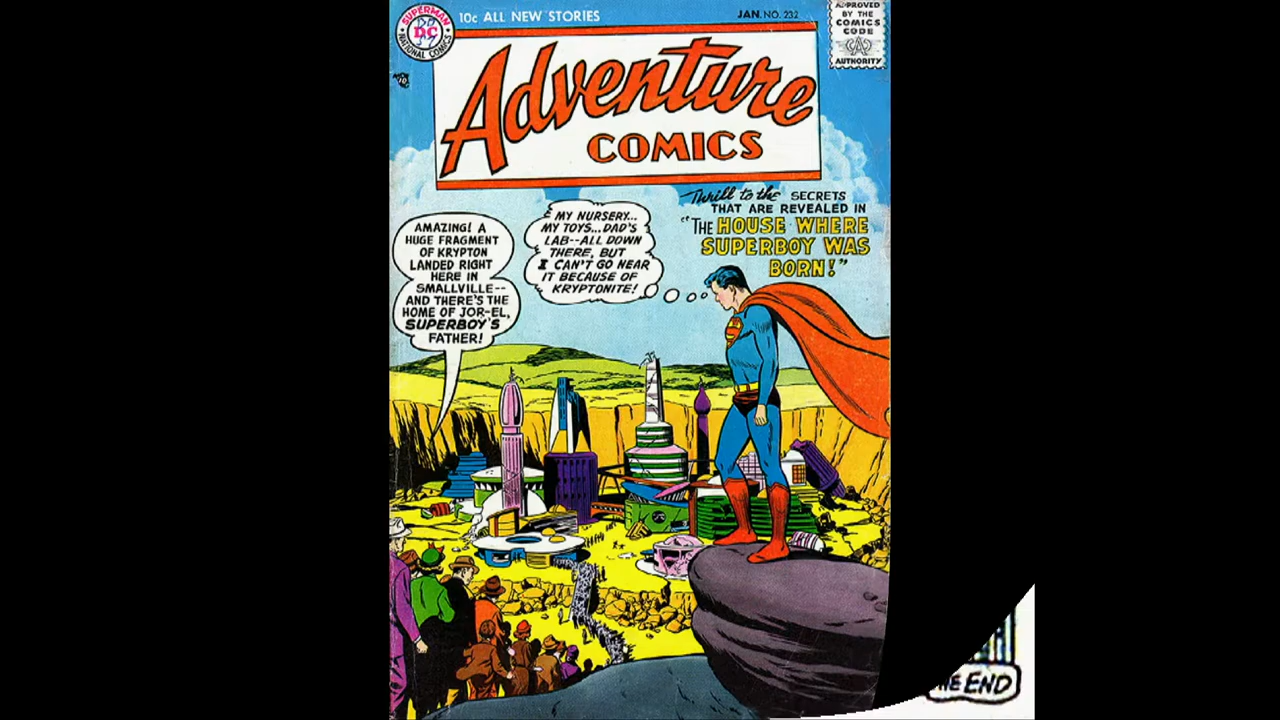 10¢ ALL NEW STORIES
JAN. NO. 232
SUPERMAN
DC
NATIONAL COMICS
APPROVED
BY THE
COMICS
CODE
CA
AUTHORITY
Adventure
COMICS
Thrill to the SECRETS
THAT ARE REVEALED IN
"THE HOUSE WHERE
SUPERBOY WAS
BORN!"
AMAZING! A
HUGE FRAGMENT
OF KRYPTON
LANDED RIGHT
HERE IN
SMALLVILLE--
AND THERE'S THE
HOME OF JOR-EL,
SUPERBOY'S
FATHER!
MY NURSERY...
MY TOYS...DAD'S
LAB--ALL DOWN
THERE, BUT
I CAN'T GO NEAR
IT BECAUSE OF
KRYPTONITE!
END